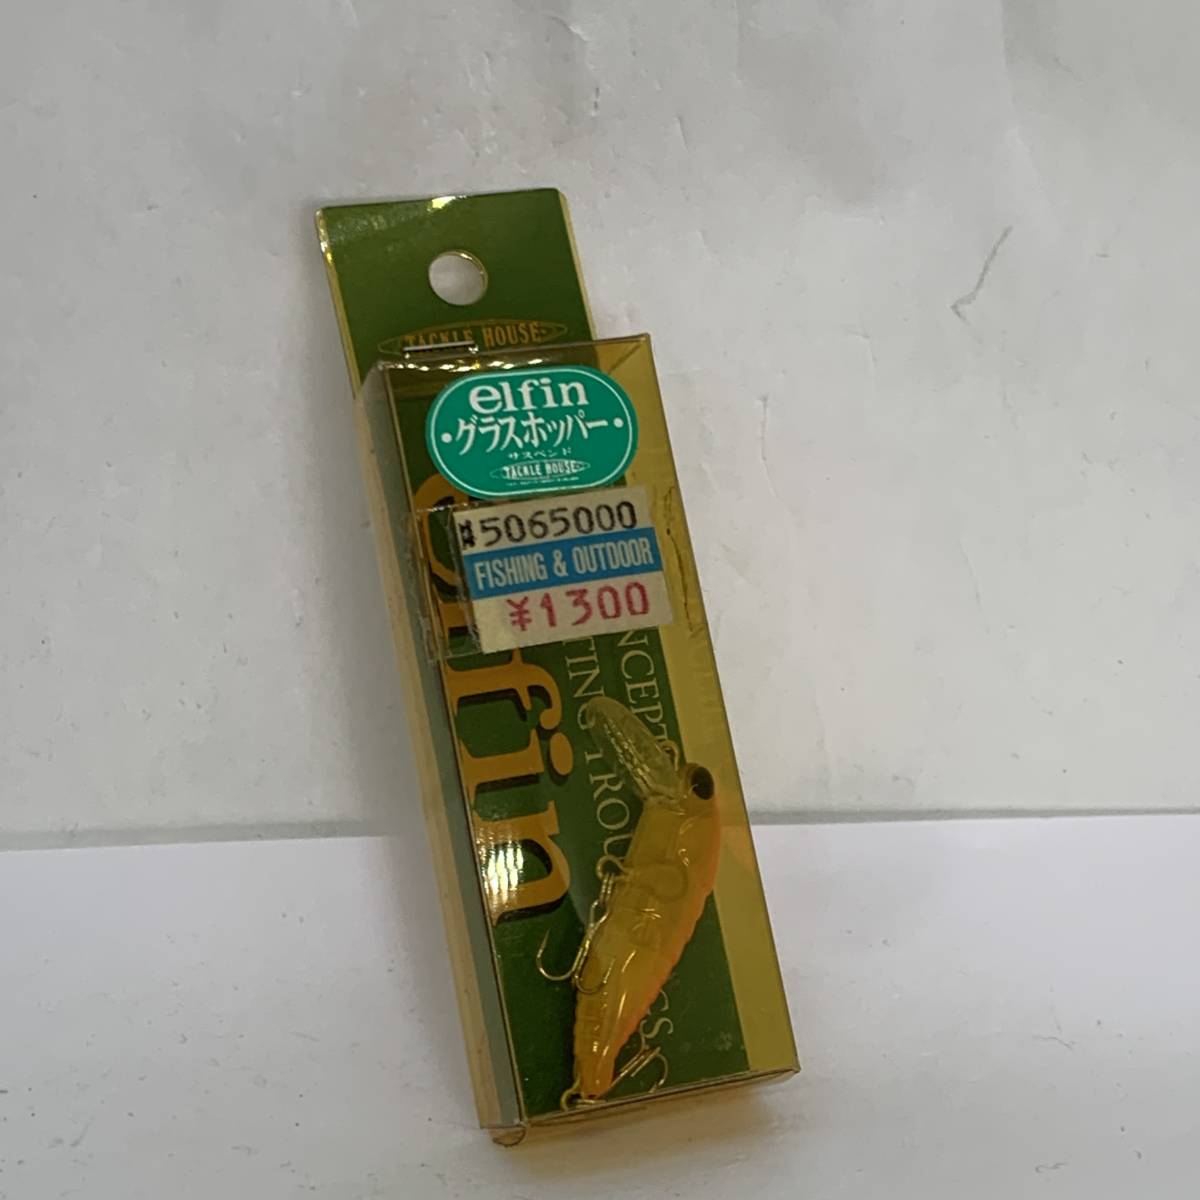 TACKLE HOUSE
elfin
・グラスホッパー・
サスペンド
TACKLE HOUSE
#5065000
FISHING & OUTDOOR
¥1300
elfin